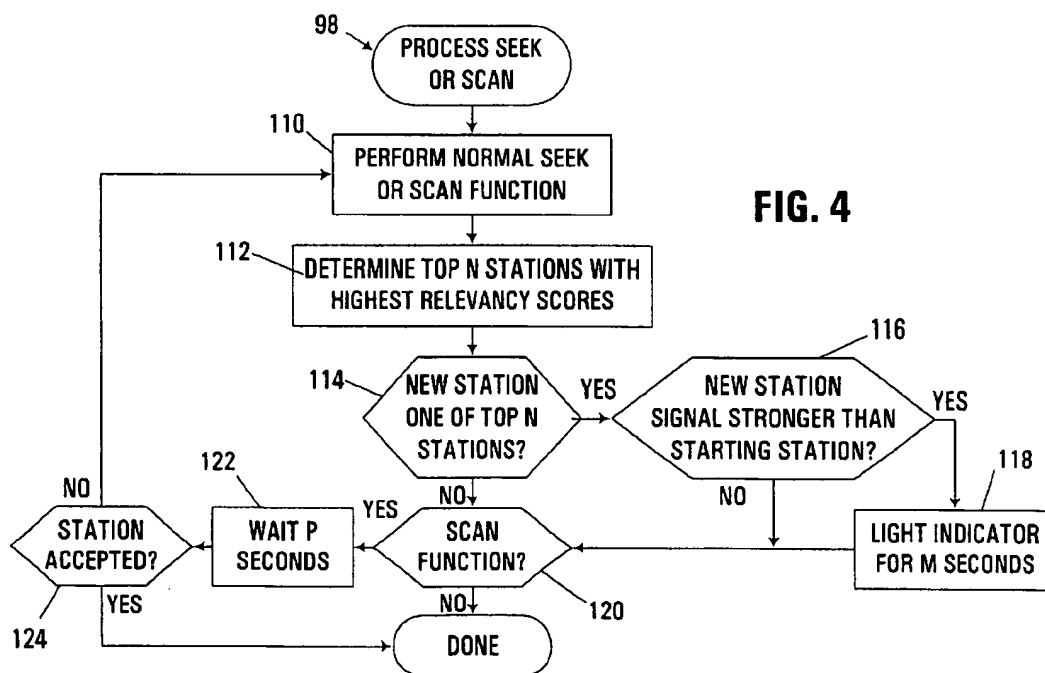 98
PROCESS SEEK
OR SCAN
110
PERFORM NORMAL SEEK
OR SCAN FUNCTION
FIG. 4
112
DETERMINE TOP N STATIONS WITH
HIGHEST RELEVANCY SCORES
114
NEW STATION
ONE OF TOP N
STATIONS?
YES
116
NEW STATION
SIGNAL STRONGER THAN
STARTING STATION?
YES
NO
118
LIGHT INDICATOR
FOR M SECONDS
NO
SCAN
FUNCTION?
120
YES
122
WAIT P
SECONDS
NO
STATION
ACCEPTED?
124
YES
NO
DONE